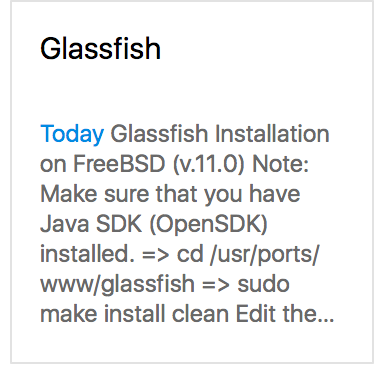 Glassfish
Today Glassfish Installation
on FreeBSD (v.11.0) Note:
Make sure that you have
Java SDK (OpenSDK)
installed. => cd /usr/ports/
www/glassfish => sudo
make install clean Edit the...